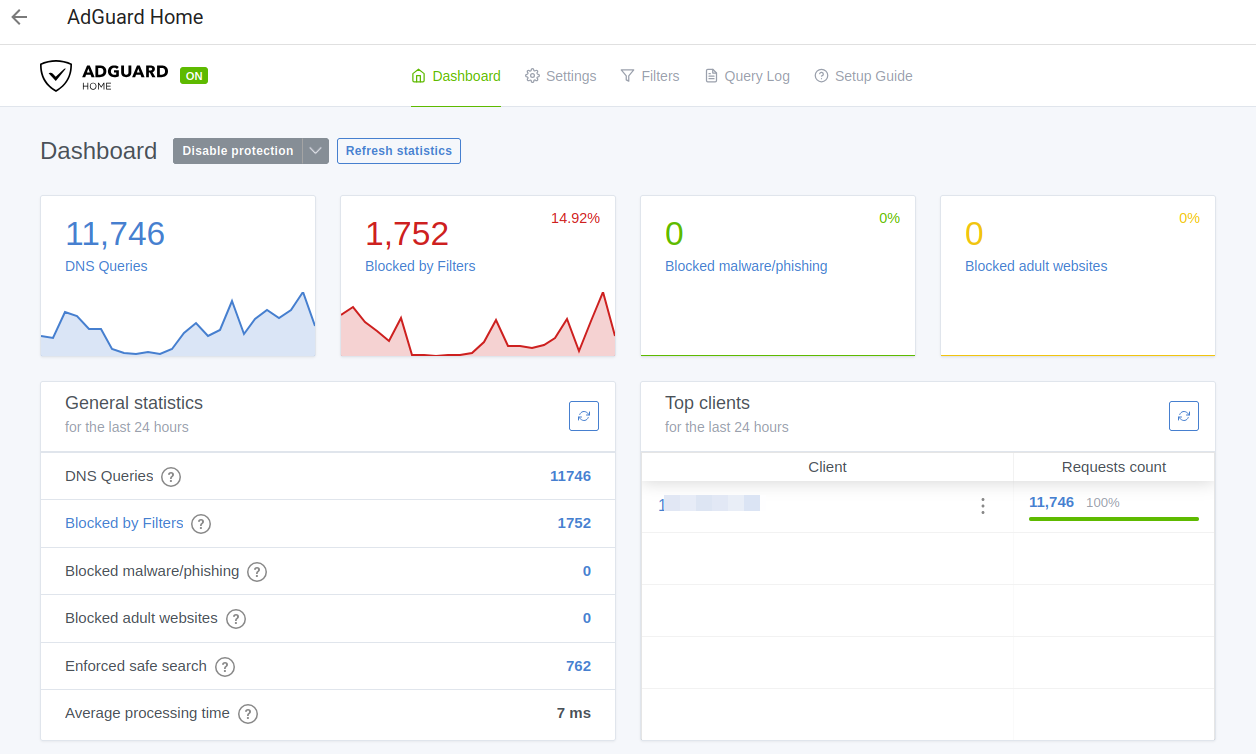 AdGuard Home
ADGUARD
HOME
ON
Dashboard
Settings
Filters
Query Log
Setup Guide
Dashboard
Disable protection
Refresh statistics
11,746
DNS Queries
14.92%
1,752
Blocked by Filters
0%
0
Blocked malware/phishing
0%
0
Blocked adult websites
General statistics
for the last 24 hours
DNS Queries ? 11746
Blocked by Filters ? 1752
Blocked malware/phishing ? 0
Blocked adult websites ? 0
Enforced safe search ? 762
Average processing time ? 7 ms
Top clients
for the last 24 hours
Client Requests count
1 11,746 100%